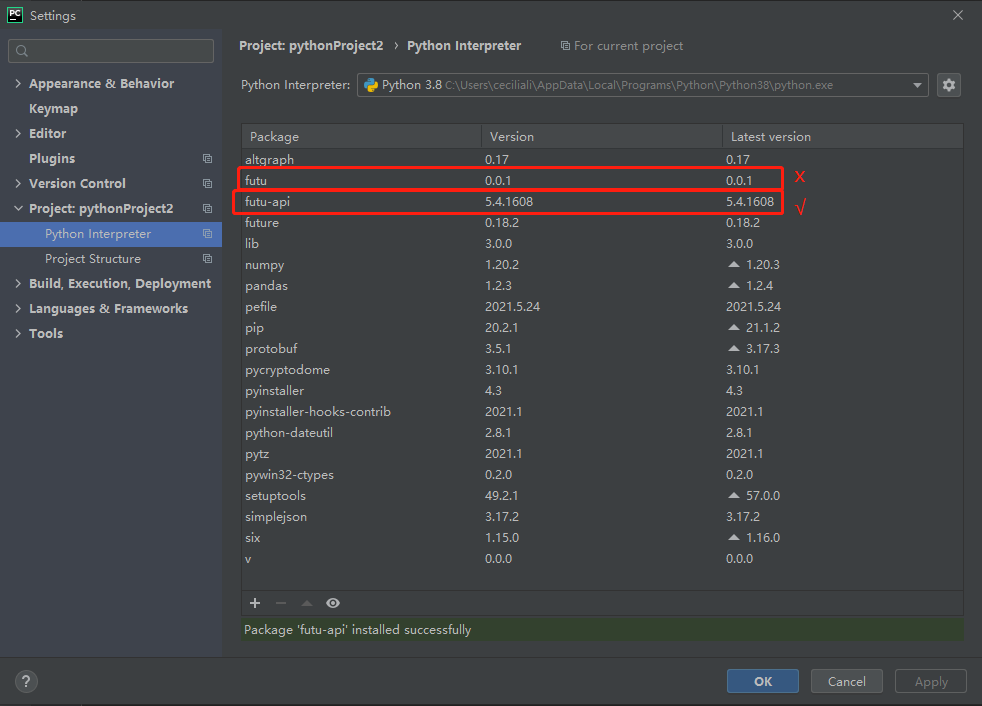 PC Settings
Project: pythonProject2 › Python Interpreter For current project
Appearance & Behavior
Keymap
Editor
Plugins
Version Control
Project: pythonProject2
Python Interpreter
Project Structure
Build, Execution, Deployment
Languages & Frameworks
Tools
Python Interpreter: Python 3.8 C:\Users\ceciliali\AppData\Local\Programs\Python\Python38\python.exe
Package Version Latest version
altgraph 0.17 0.17
futu 0.0.1 0.0.1 X
futu-api 5.4.1608 5.4.1608 √
future 0.18.2 0.18.2
lib 3.0.0 3.0.0
numpy 1.20.2 1.20.3
pandas 1.2.3 1.2.4
pefile 2021.5.24 2021.5.24
pip 20.2.1 21.1.2
protobuf 3.5.1 3.17.3
pycryptodome 3.10.1 3.10.1
pyinstaller 4.3 4.3
pyinstaller-hooks-contrib 2021.1 2021.1
python-dateutil 2.8.1 2.8.1
pytz 2021.1 2021.1
pywin32-ctypes 0.2.0 0.2.0
setuptools 49.2.1 57.0.0
simplejson 3.17.2 3.17.2
six 1.15.0 1.16.0
v 0.0.0 0.0.0
Package 'futu-api' installed successfully
? OK Cancel Apply